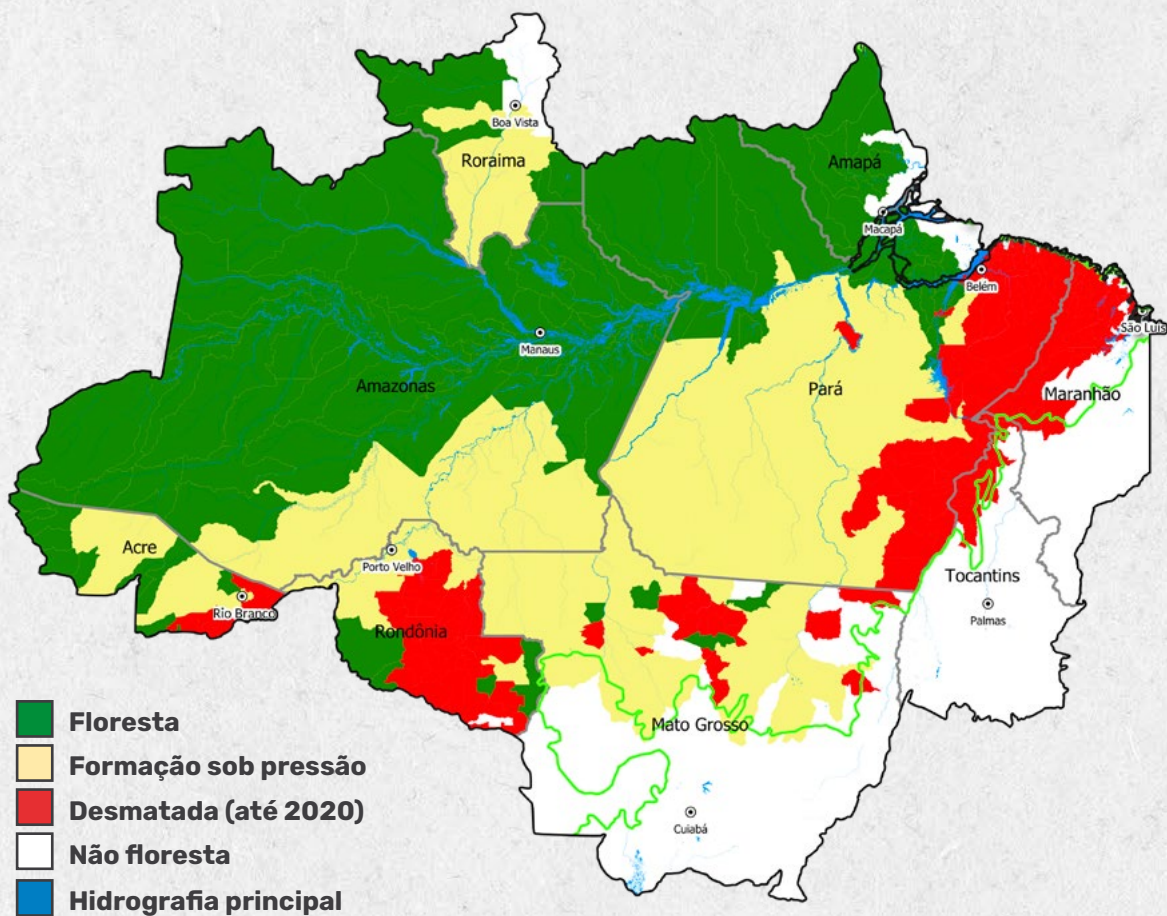 Boa Vista
Roraima
Amapá
Macapá
Belém
São Luís
Manaus
Amazonas
Pará
Maranhão
Acre
Porto Velho
Tocantins
Rio Branco
Palmas
Rondônia
Mato Grosso
Cuiabá
Floresta
Formação sob pressão
Desmatada (até 2020)
Não floresta
Hidrografia principal